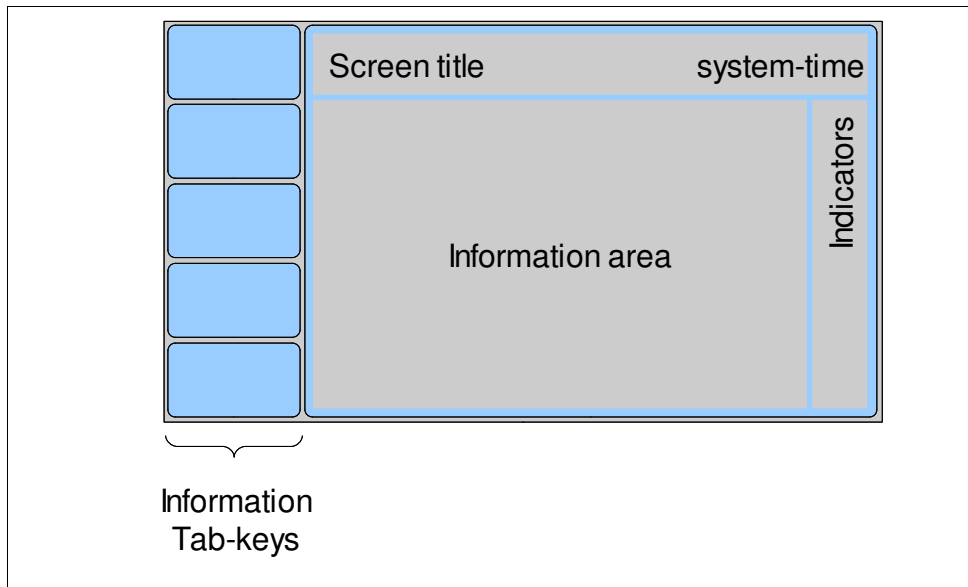 Screen title system-time
Indicators
Information area
Information
Tab-keys